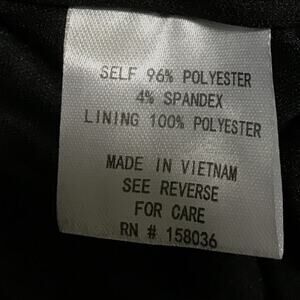 SELF 96% POLYESTER
4% SPANDEX
LINING 100% POLYESTER
MADE IN VIETNAM
SEE REVERSE
FOR CARE
RN # 158036